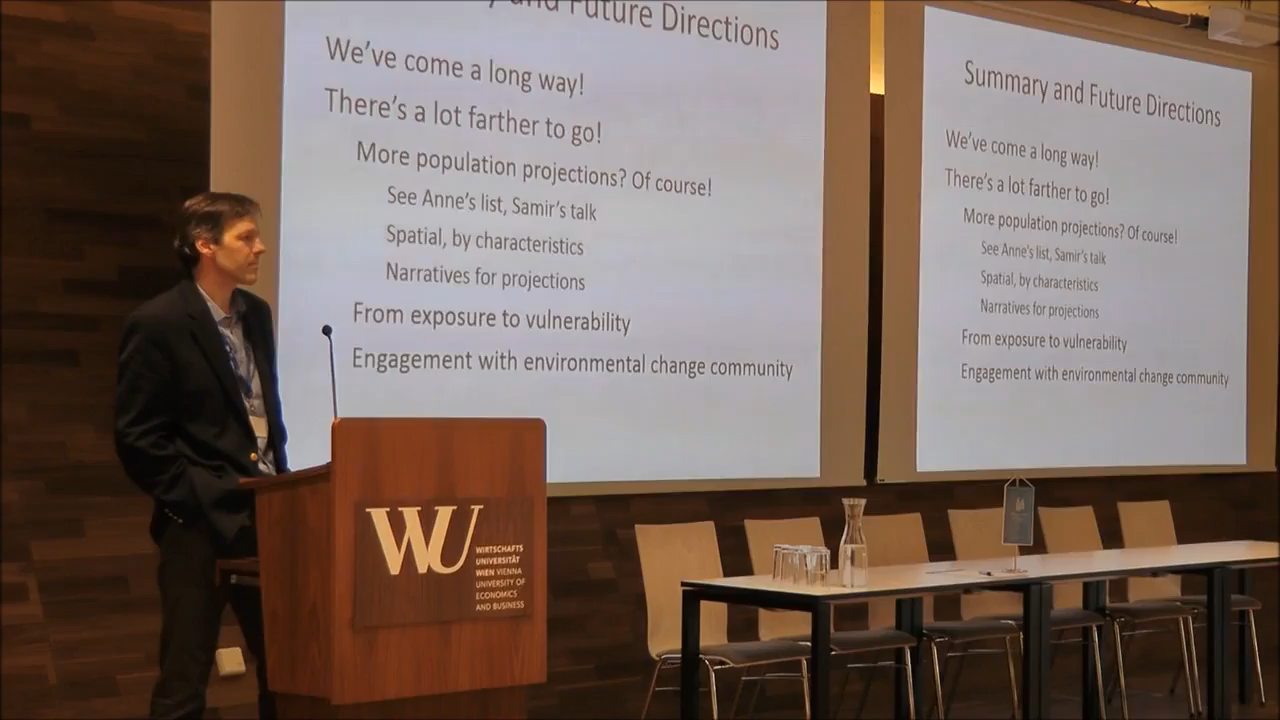 y and Future Directions
We've come a long way!
There's a lot farther to go!
More population projections? Of course!
See Anne's list, Samir's talk
Spatial, by characteristics
Narratives for projections
From exposure to vulnerability
Engagement with environmental change community
Summary and Future Directions
We've come a long way!
There's a lot farther to go!
More population projections? Of course!
See Anne's list, Samir's talk
Spatial, by characteristics
Narratives for projections
From exposure to vulnerability
Engagement with environmental change community
WU
WIRTSCHAFTS
UNIVERSITÄT
WIEN VIENNA
UNIVERSITY OF
ECONOMICS
AND BUSINESS